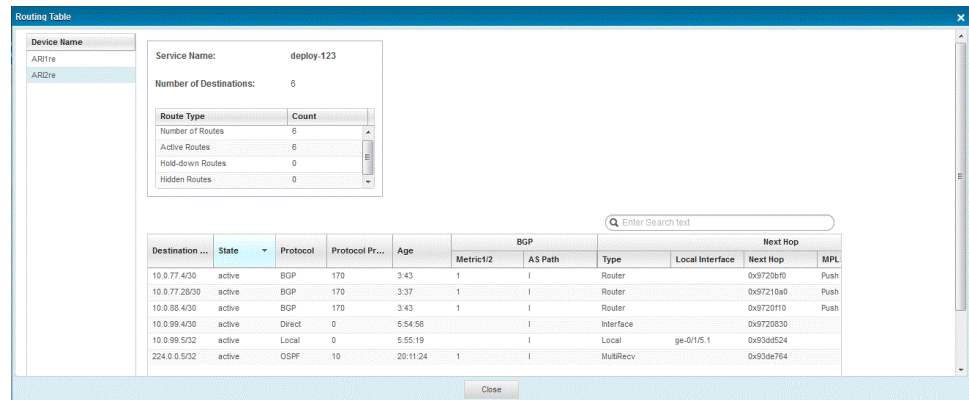 Routing Table
Device Name
ARI1re
ARI2re
Service Name: deploy-123
Number of Destinations: 6
Route Type Count
Number of Routes 6
Active Routes 6
Hold-down Routes 0
Hidden Routes 0
Enter Search text
Destination ... State Protocol Protocol Pr... Age BGP Next Hop
Metric1/2 AS Path Type Local Interface Next Hop MPL
10.0.77.4/30 active BGP 170 3:43 1 I Router 0x9720bf0 Push
10.0.77.28/30 active BGP 170 3:37 1 I Router 0x97210a0 Push
10.0.88.4/30 active BGP 170 3:43 1 I Router 0x9720f10 Push
10.0.99.4/30 active Direct 0 5:54:56 I Interface 0x9720830
10.0.99.5/32 active Local 0 5:55:19 I Local ge-0/1/5.1 0x93dd524
224.0.0.5/32 active OSPF 10 20:11:24 1 I MultiRecv 0x93de764
Close